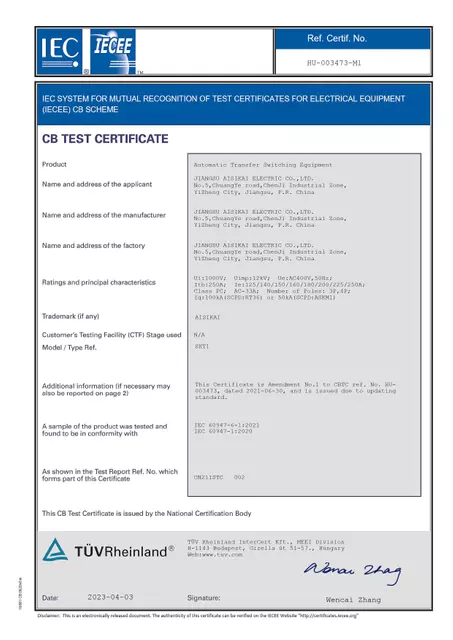 IEC
IECEE
®
TM
Ref. Certif. No.
HU-003473-M1
IEC SYSTEM FOR MUTUAL RECOGNITION OF TEST CERTIFICATES FOR ELECTRICAL EQUIPMENT
(IECEE) CB SCHEME
CB TEST CERTIFICATE
Product
Automatic Transfer Switching Equipment
Name and address of the applicant
JIANGSU AISIKAI ELECTRIC CO.,LTD.
No.5,ChuangYe road,ChenJi Industrial Zone,
YiZheng City, Jiangsu, P.R. China
Name and address of the manufacturer
JIANGSU AISIKAI ELECTRIC CO.,LTD.
No.5,ChuangYe road,ChenJi Industrial Zone,
YiZheng City, Jiangsu, P.R. China
Name and address of the factory
JIANGSU AISIKAI ELECTRIC CO.,LTD.
No.5,ChuangYe road,ChenJi Industrial Zone,
YiZheng City, Jiangsu, P.R. China
Ratings and principal characteristics
Ui:1000V; Uimp:12kV; Ue:AC400V,50Hz;
Ith:250A; Ie:125/140/150/160/180/200/225/250A;
Class PC; AC-33A; Number of Poles: 3P,4P;
Iq:100kA(SCPD:RT36) or 50kA(SCPD:ASKM1)
Trademark (if any)
AISIKAI
Customer's Testing Facility (CTF) Stage used
N/A
Model / Type Ref.
SKT1
Additional information (if necessary may
also be reported on page 2)
This Certificate is Amendment No.1 to CBTC ref. No. HU-
003473, dated 2021-06-30, and is issued due to updating
standard.
A sample of the product was tested and
found to be in conformity with
IEC 60947-6-1:2021
IEC 60947-1:2020
As shown in the Test Report Ref. No. which
forms part of this Certificate
002
This CB Test Certificate is issued by the National Certification Body
TÜVRheinland®
TÜV Rheinland InterCert Kft., MEEI Division
H-1143 Budapest, Gizella út 51-57., Hungary
Web:www.tuv.com
Date:
2023-04-03
Signature:
Wencai Zhang
Disclaimer: This is an electronically released document. The authenticity of this certificate can be verified on the IECEE Website "http://certificates.iecee.org"